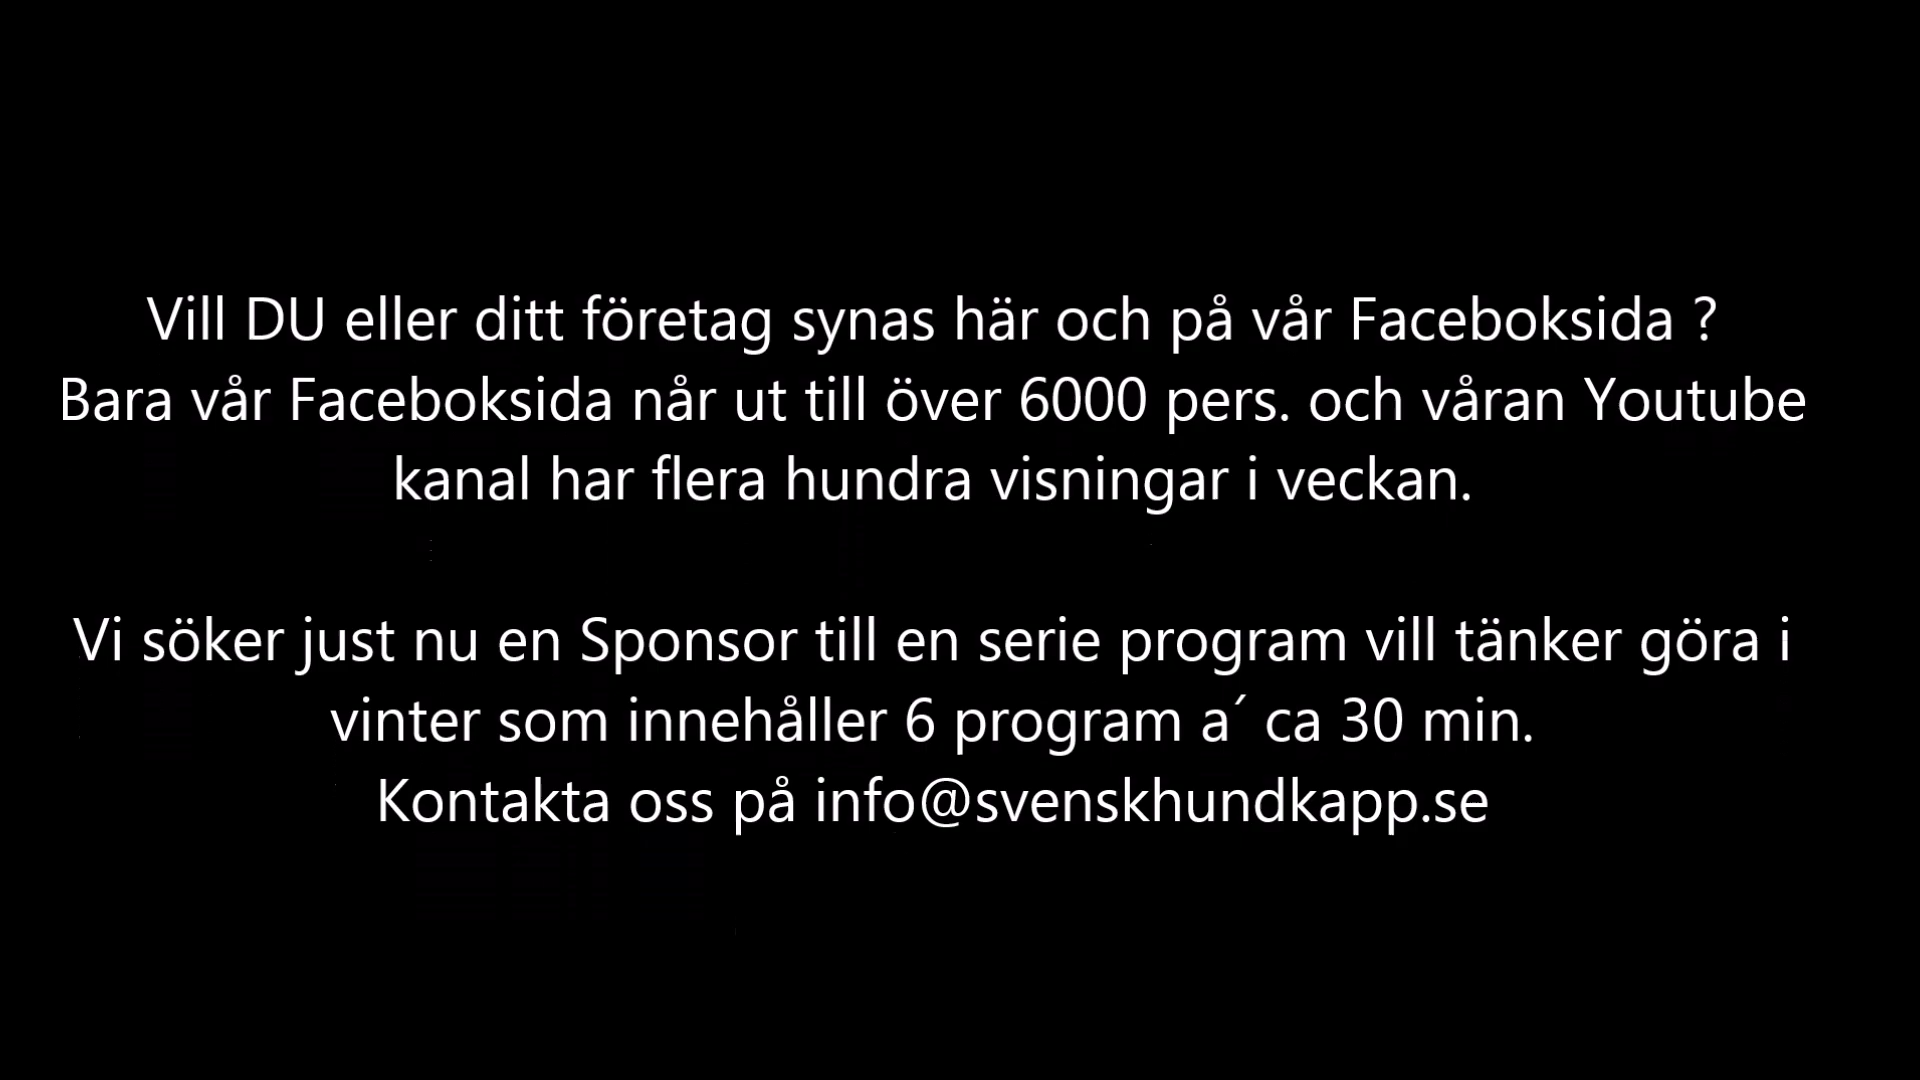 Vill DU eller ditt företag synas här och på vår Faceboksida ?
Bara vår Faceboksida når ut till över 6000 pers. och våran Youtube
kanal har flera hundra visningar i veckan.
Vi söker just nu en Sponsor till en serie program vill tänker göra i
vinter som innehåller 6 program a´ ca 30 min.
Kontakta oss på info@svenskhundkapp.se